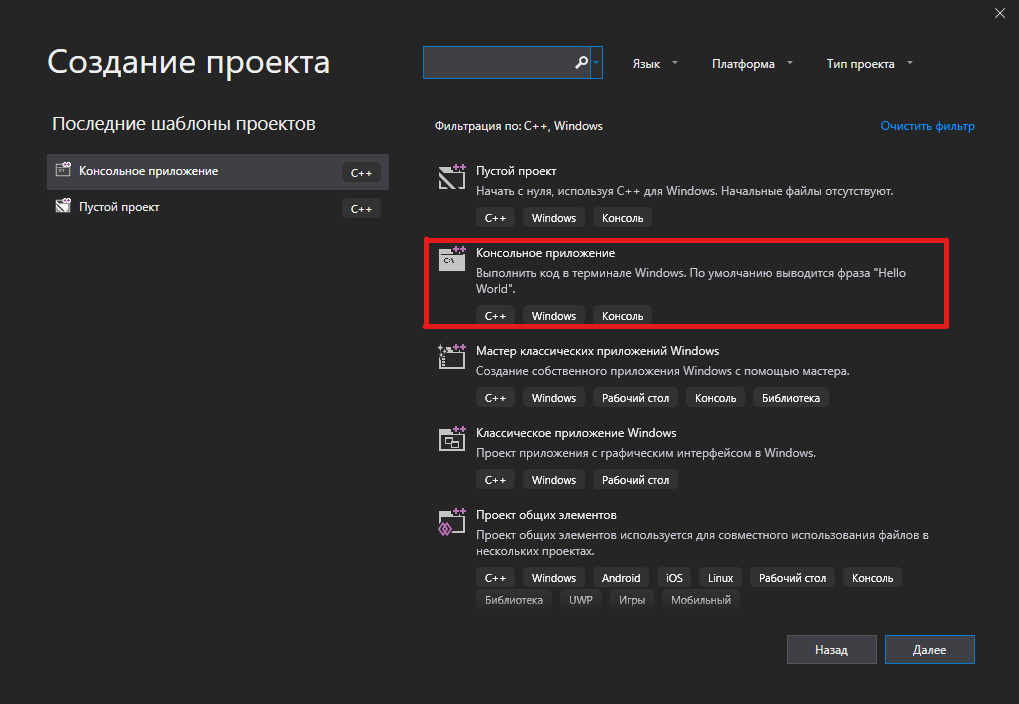 Создание проекта
Язык
Платформа
Тип проекта
Последние шаблоны проектов
Консольное приложение
C++
Пустой проект
C++
Фильтрация по: C++, Windows
Очистить фильтр
Пустой проект
Начать с нуля, используя C++ для Windows. Начальные файлы отсутствуют.
C++ Windows Консоль
C:\
Консольное приложение
Выполнить код в терминале Windows. По умолчанию выводится фраза "Hello
World".
C++ Windows Консоль
Мастер классических приложений Windows
Создание собственного приложения Windows с помощью мастера.
C++ Windows Рабочий стол Консоль Библиотека
Классическое приложение Windows
Проект приложения с графическим интерфейсом в Windows.
C++ Windows Рабочий стол
Проект общих элементов
Проект общих элементов используется для совместного использования файлов в
нескольких проектах.
C++ Windows Android iOS Linux Рабочий стол Консоль
Библиотека UWP Игры Мобильный
Назад
Далее